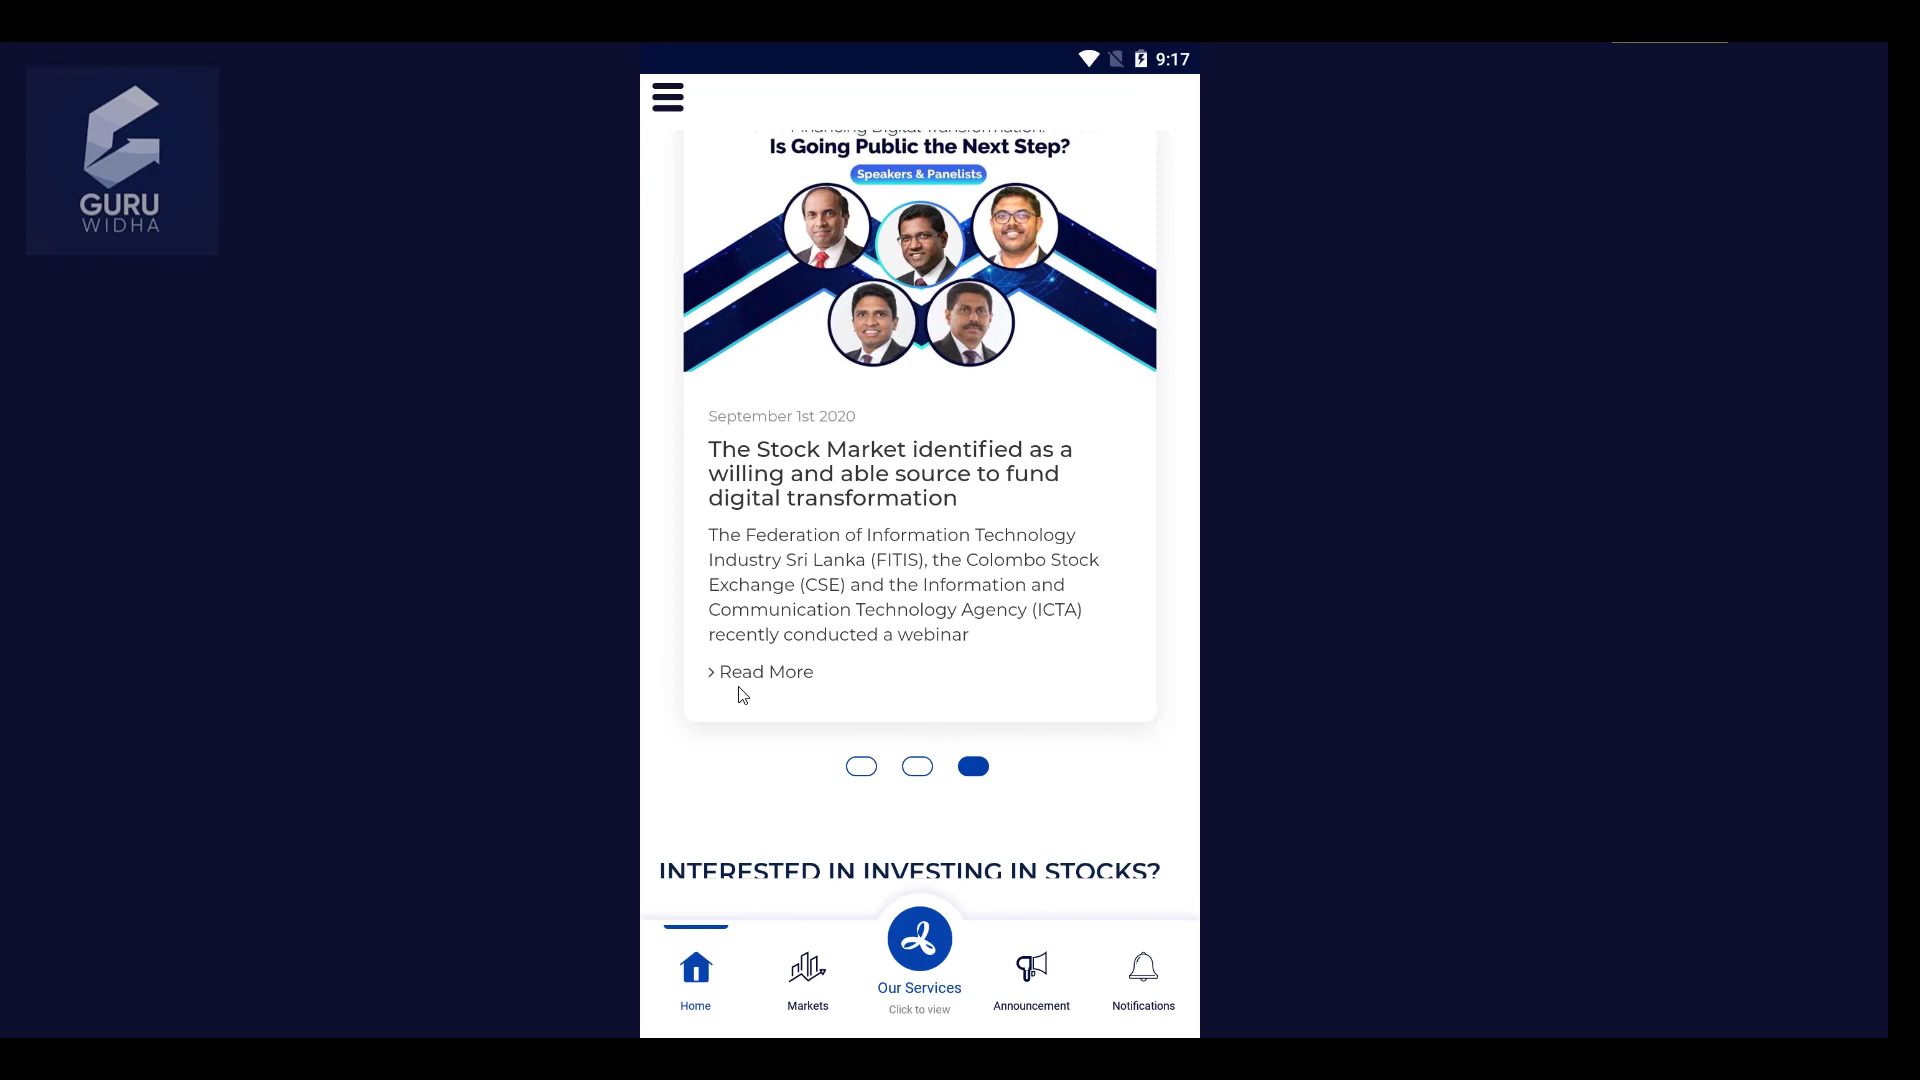 9:17
GURU
WIDHA
Financing Digital Transformation:
Is Going Public the Next Step?
Speakers & Panelists
September 1st 2020
The Stock Market identified as a
willing and able source to fund
digital transformation
The Federation of Information Technology
Industry Sri Lanka (FITIS), the Colombo Stock
Exchange (CSE) and the Information and
Communication Technology Agency (ICTA)
recently conducted a webinar
> Read More
INTERESTED IN INVESTING IN STOCKS?
Home
Markets
Our Services
Click to view
Announcement
Notifications